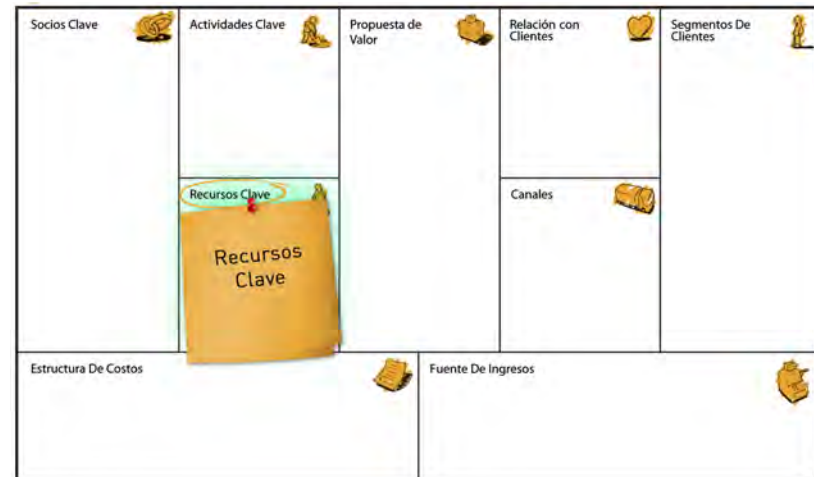 Socios Clave
Actividades Clave
Propuesta de
Valor
Relación con
Clientes
Segmentos De
Clientes
Recursos Clave
Recursos
Clave
Canales
Estructura De Costos
Fuente De Ingresos